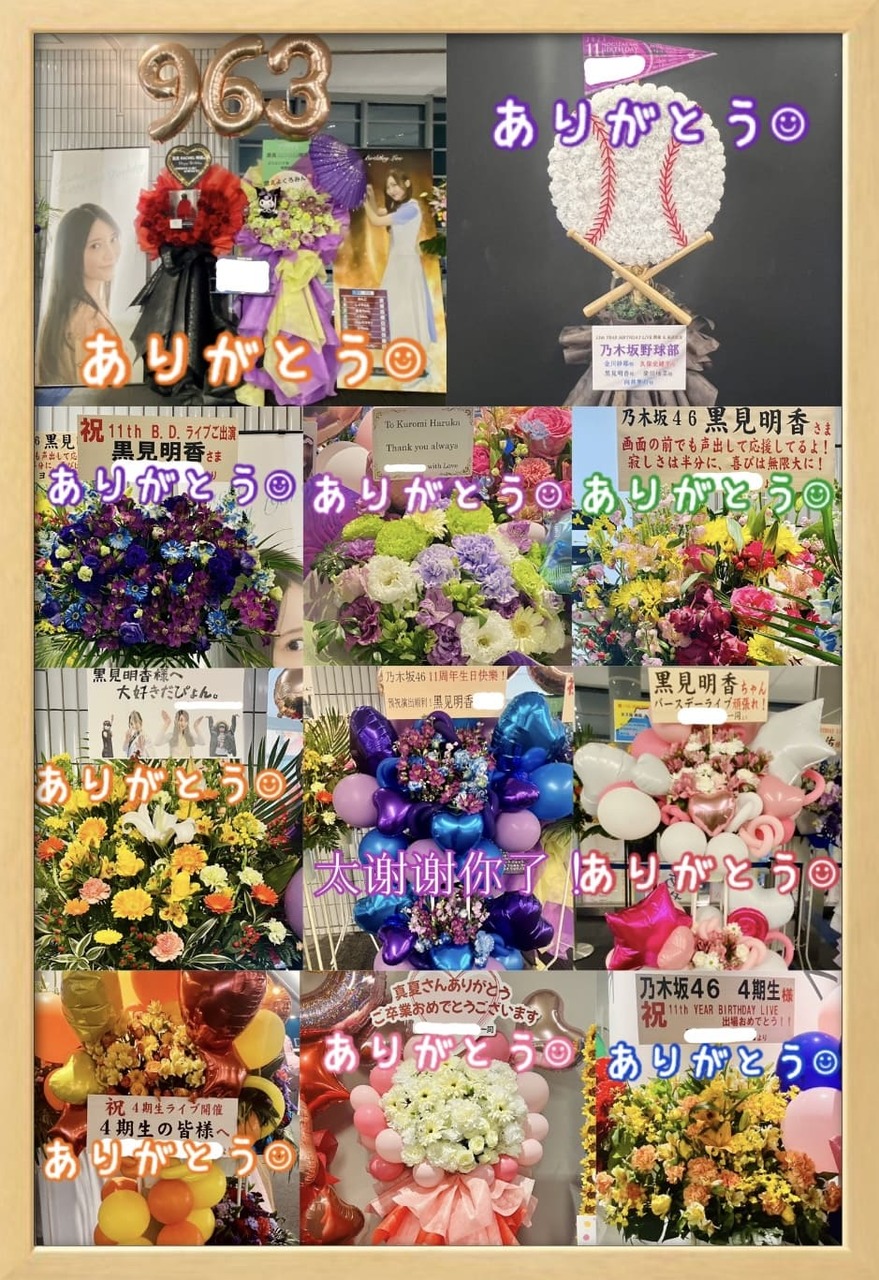 963
11
BIRTHDAY
ありがとう☺
ありがとう☺
乃木坂野球部
祝 11th B.D. ライブご出演
黒見明香さま
ありがとう☺
To Kuromi Haruka
Thank you always
with Love
ありがとう☺
乃木坂46 黒見明香さま
画面の前でも声出して応援してるよ!
寂しさは半分に、喜びは無限大に!
ありがとう☺
黒見明香様へ
大好きだぴょん。
ありがとう☺
乃木坂46 11周年生日快樂!
預祝演出順利!黒見明香
太谢谢你了!
黒見明香ちゃん
バースデーライブ頑張れ!
一同より
ありがとう☺
祝 4期生ライブ開催
4期生の皆様へ
ありがとう☺
真夏さんありがとう
ご卒業おめでとうございます
一同
ありがとう☺
乃木坂46 4期生様
祝 11th YEAR BIRTHDAY LIVE
出場おめでとう!!
より
ありがとう☺